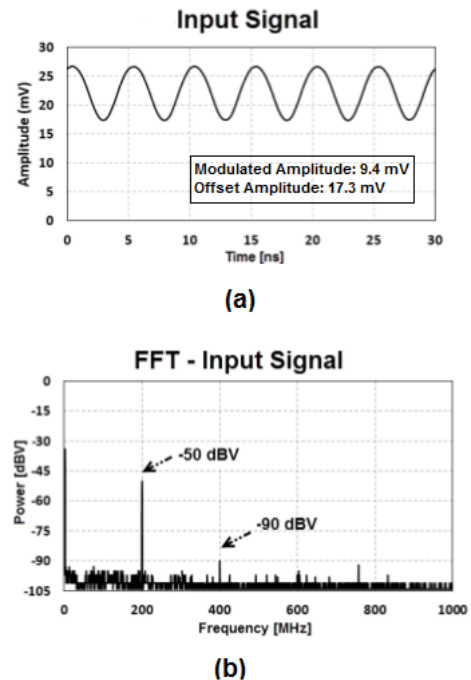 Input Signal
Amplitude (mV)
30
25
20
15
10
5
0
Modulated Amplitude: 9.4 mV
Offset Amplitude: 17.3 mV
0 5 10 15 20 25 30
Time [ns]
(a)
FFT - Input Signal
Power [dBV]
0
-15
-30
-45
-60
-75
-90
-105
-50 dBV
-90 dBV
0 200 400 600 800 1000
Frequency [MHz]
(b)